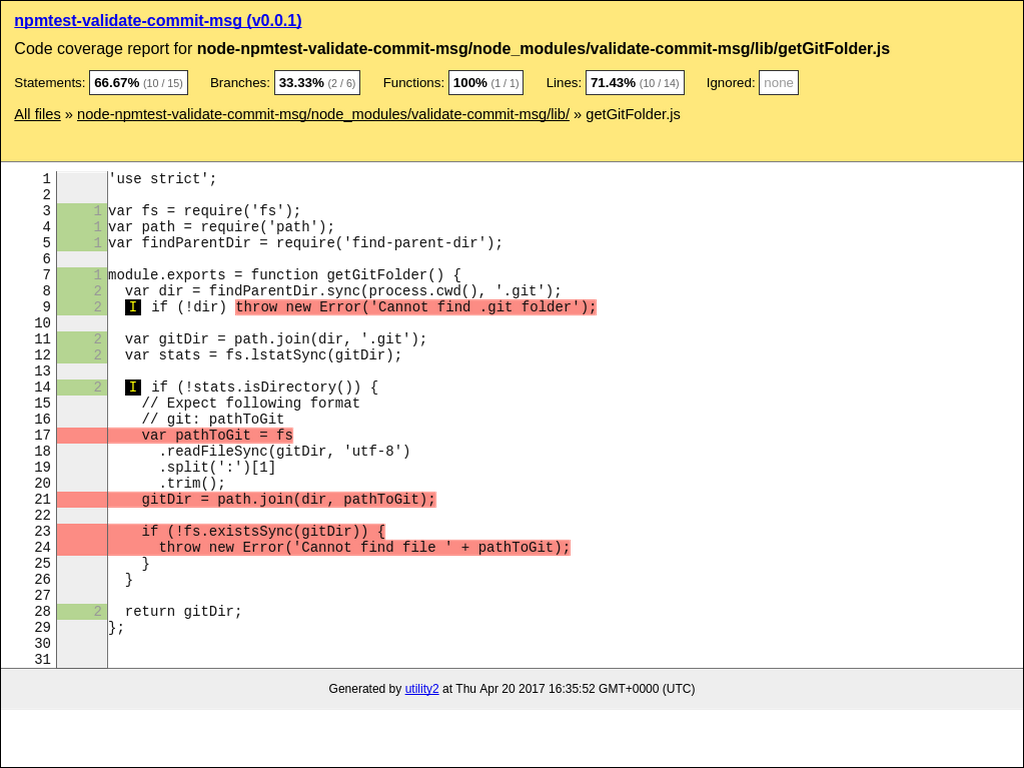 npmtest-validate-commit-msg (v0.0.1)
Code coverage report for node-npmtest-validate-commit-msg/node_modules/validate-commit-msg/lib/getGitFolder.js
Statements: 66.67% (10 / 15) Branches: 33.33% (2 / 6) Functions: 100% (1 / 1) Lines: 71.43% (10 / 14) Ignored: none
All files » node-npmtest-validate-commit-msg/node_modules/validate-commit-msg/lib/ » getGitFolder.js
1 'use strict';
2
3 1 var fs = require('fs');
4 1 var path = require('path');
5 1 var findParentDir = require('find-parent-dir');
6
7 1 module.exports = function getGitFolder() {
8 2   var dir = findParentDir.sync(process.cwd(), '.git');
9 2   I if (!dir) throw new Error('Cannot find .git folder');
10
11 2   var gitDir = path.join(dir, '.git');
12 2   var stats = fs.lstatSync(gitDir);
13
14 2   I if (!stats.isDirectory()) {
15     // Expect following format
16     // git: pathToGit
17     var pathToGit = fs
18       .readFileSync(gitDir, 'utf-8')
19       .split(':')[1]
20       .trim();
21     gitDir = path.join(dir, pathToGit);
22
23     if (!fs.existsSync(gitDir)) {
24       throw new Error('Cannot find file ' + pathToGit);
25     }
26   }
27
28 2   return gitDir;
29 };
30
31
Generated by utility2 at Thu Apr 20 2017 16:35:52 GMT+0000 (UTC)